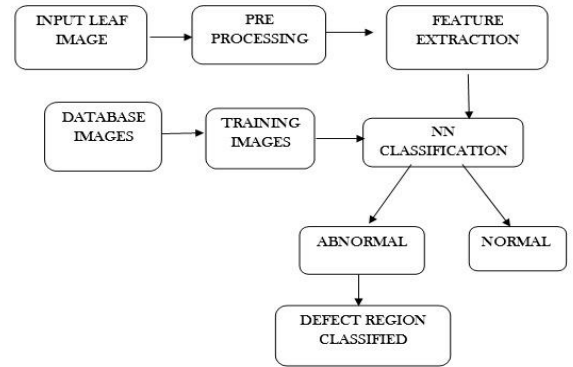 INPUT LEAF
IMAGE
PRE
PROCESSING
FEATURE
EXTRACTION
DATABASE
IMAGES
TRAINING
IMAGES
NN
CLASSIFICATION
ABNORMAL
NORMAL
DEFECT REGION
CLASSIFIED